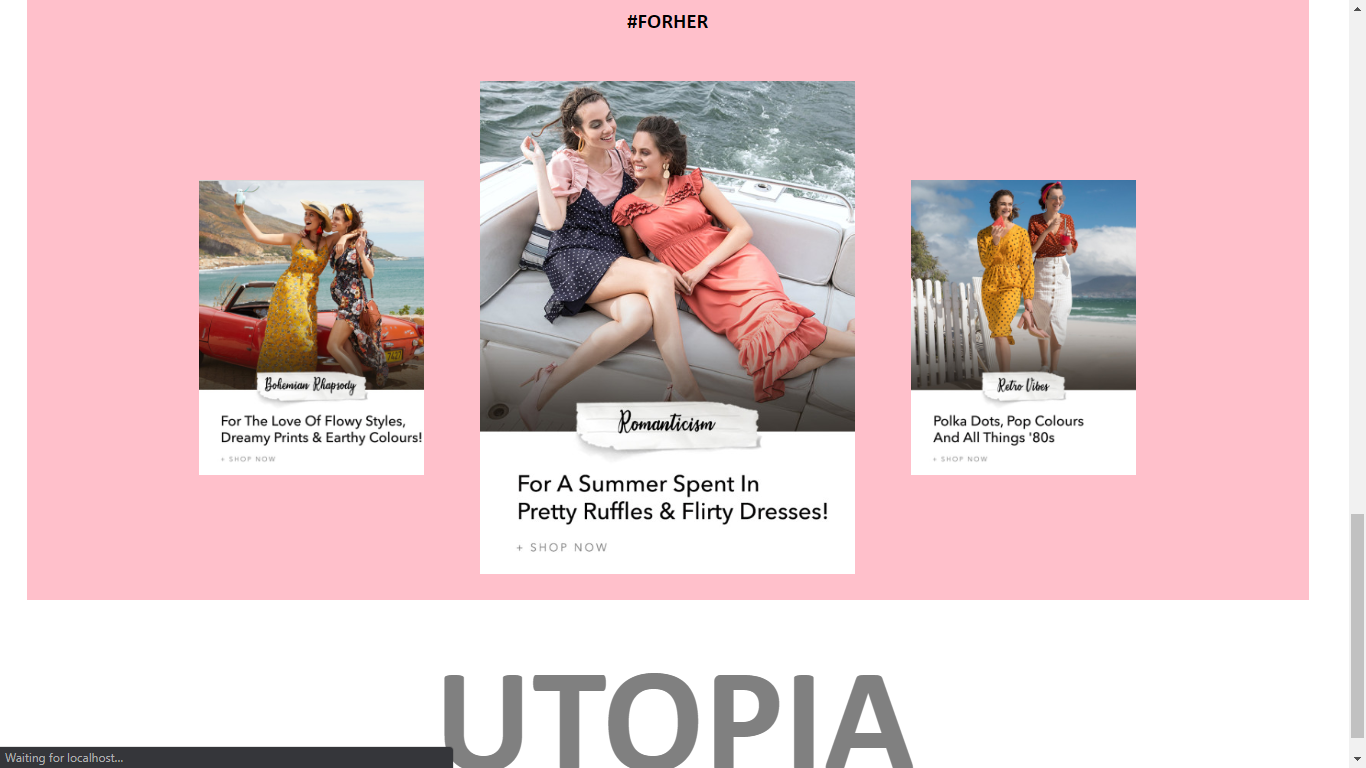 #FORHER
Bohemian Rhapsody
For The Love Of Flowy Styles,
Dreamy Prints & Earthy Colours!
+ SHOP NOW
Romanticism
For A Summer Spent In
Pretty Ruffles & Flirty Dresses!
+ SHOP NOW
Retro Vibes
Polka Dots, Pop Colours
And All Things '80s
+ SHOP NOW
UTOPIA
Waiting for localhost...